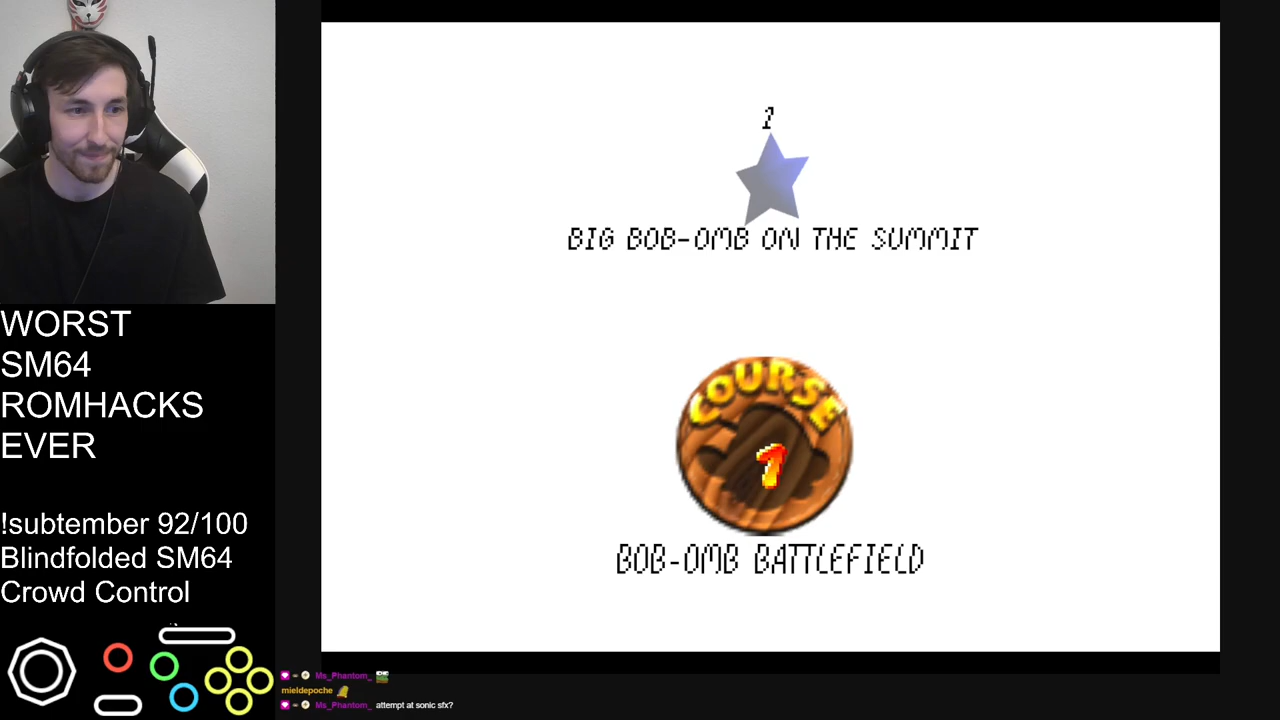 1
BIG BOB-OMB ON THE SUMMIT
COURSE
1
BOB-OMB BATTLEFIELD
WORST
SM64
ROMHACKS
EVER
!subtember 92/100
Blindfolded SM64
Crowd Control
Ms_Phantom_
mieldepoche
Ms_Phantom_ attempt at sonic sfx?